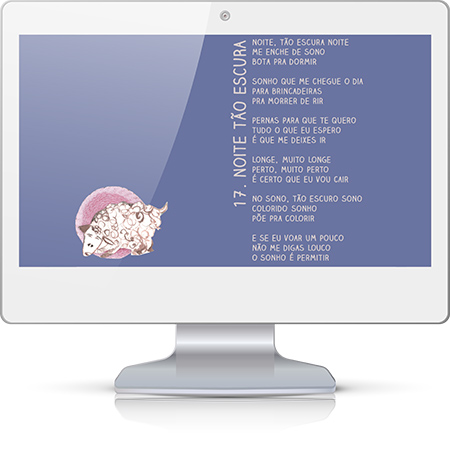 17. NOITE TÃO ESCURA
NOITE, TÃO ESCURA NOITE
ME ENCHE DE SONO
BOTA PRA DORMIR
SONHO QUE ME CHEGUE O DIA
PARA BRINCADEIRAS
PRA MORRER DE RIR
PERNAS PARA QUE TE QUERO
TUDO O QUE EU ESPERO
É QUE ME DEIXES IR
LONGE, MUITO LONGE
PERTO, MUITO PERTO
É CERTO QUE EU VOU CAIR
NO SONO, TÃO ESCURO SONO
COLORIDO SONHO
PÕE PRA COLORIR
E SE EU VOAR UM POUCO
NÃO ME DIGAS LOUCO
O SONHO É PERMITIR